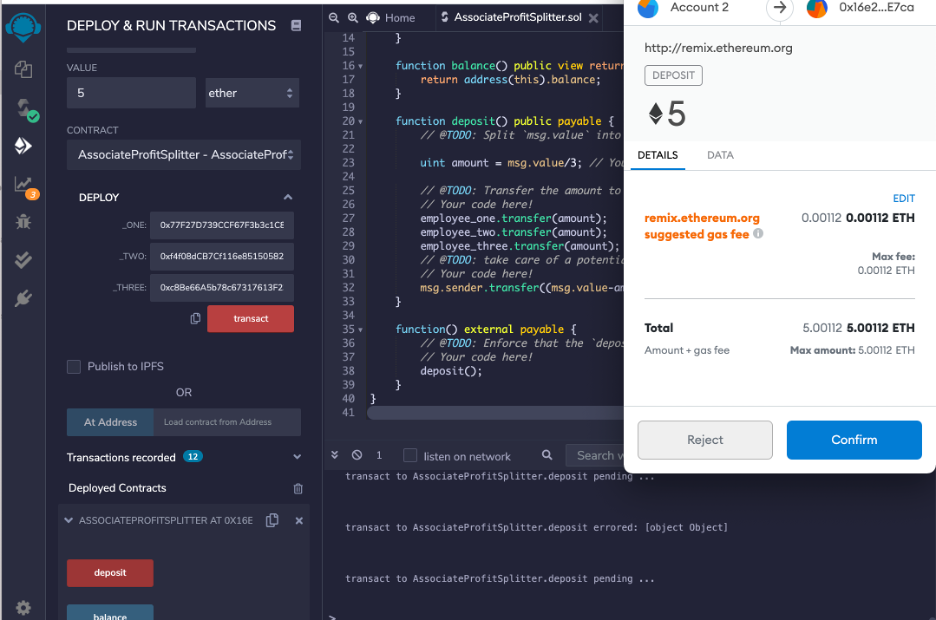 DEPLOY & RUN TRANSACTIONS
VALUE
5
ether
CONTRACT
AssociateProfitSplitter - AssociateProf
DEPLOY
_ONE: 0x77F27D739CCF67F3b3c1CE
_TWO: 0xf4f08dCB7Cf116e85150582
_THREE: 0xc8Be66A5b78c67317613F2
transact
Publish to IPFS
OR
At Address
Load contract from Address
Transactions recorded 12
Deployed Contracts
ASSOCIATEPROFITSPLITTER AT 0X16E
deposit
balance
3
Home
AssociateProfitSplitter.sol
14 }
15
16 function balance() public view return
17 return address(this).balance;
18 }
19
20 function deposit() public payable {
21 // @TODO: Split `msg.value` into
22
23 uint amount = msg.value/3; // You
24
25 // @TODO: Transfer the amount to
26 // Your code here!
27 employee_one.transfer(amount);
28 employee_two.transfer(amount);
29 employee_three.transfer(amount);
30 // @TODO: take care of a potentia
31 // Your code here!
32 msg.sender.transfer((msg.value-am
33 }
34
35 function() external payable {
36 // @TODO: Enforce that the `depos
37 // Your code here!
38 deposit();
39 }
40 }
41
1
listen on network
Search w
transact to AssociateProfitSplitter.deposit pending ...
transact to AssociateProfitSplitter.deposit errored: [object Object]
transact to AssociateProfitSplitter.deposit pending ...
>
Account 2
0x16e2...E7ca
http://remix.ethereum.org
DEPOSIT
5
DETAILS
DATA
EDIT
remix.ethereum.org
suggested gas fee
0.00112 0.00112 ETH
Max fee:
0.00112 ETH
Total
5.00112 5.00112 ETH
Amount + gas fee
Max amount: 5.00112 ETH
Reject
Confirm